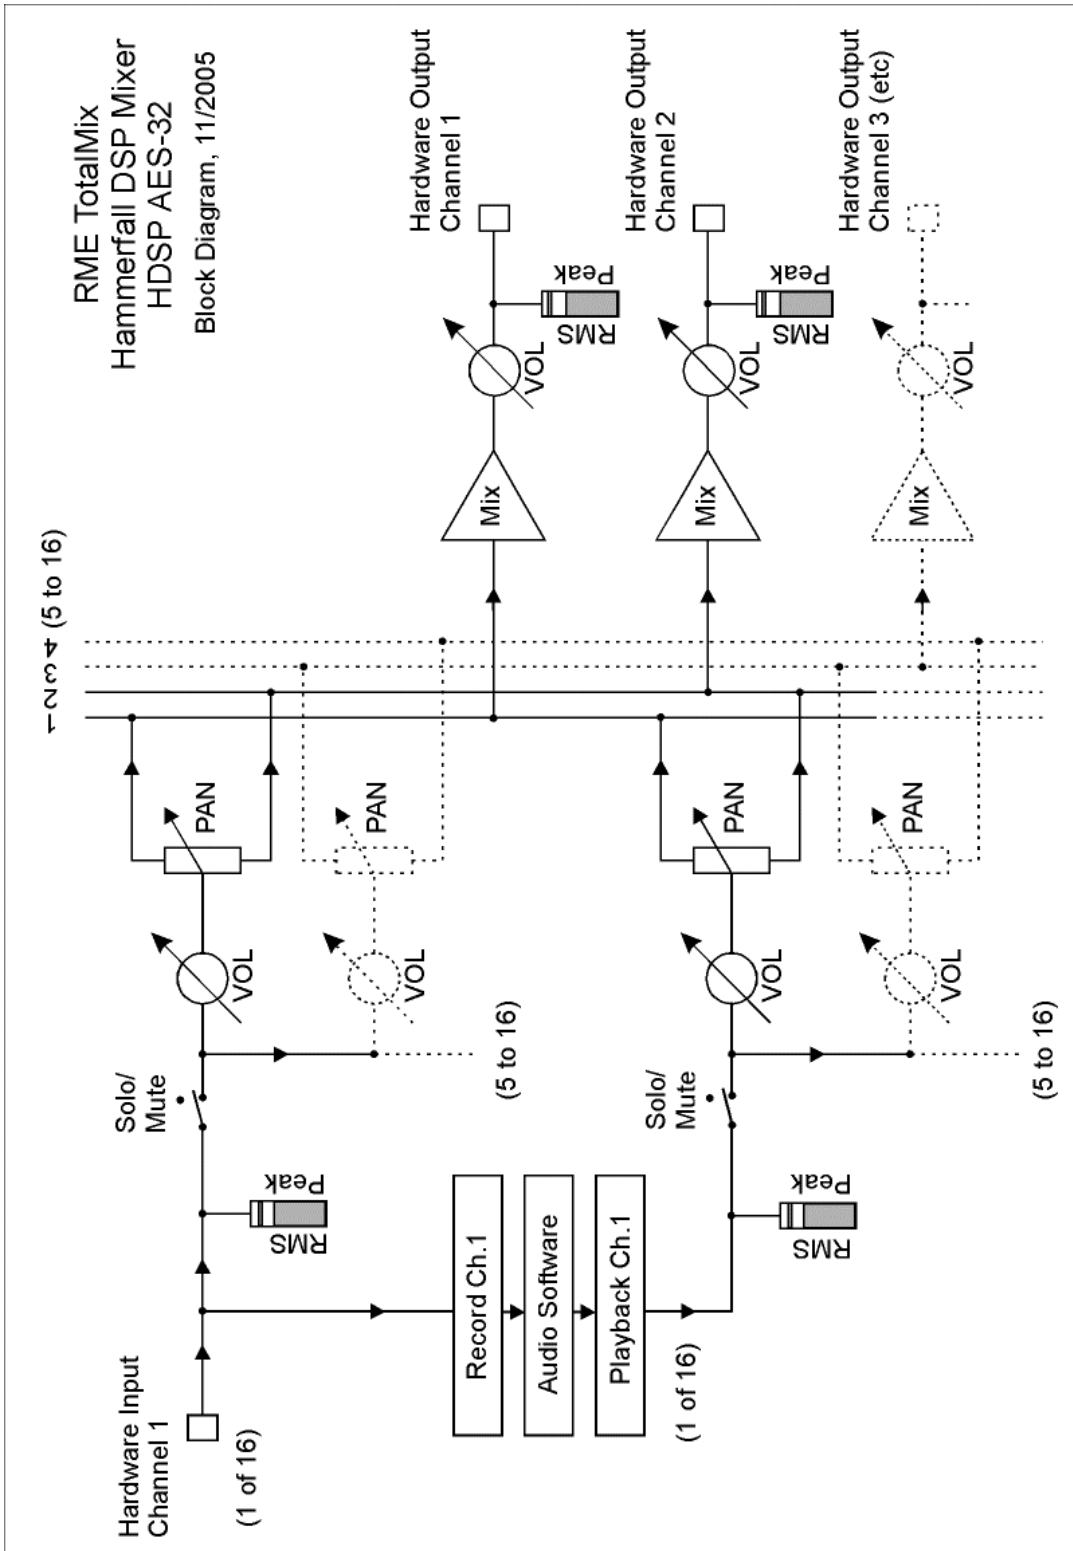 RME TotalMix
Hammerfall DSP Mixer
HDSP AES-32
Block Diagram, 11/2005
Hardware Input
Channel 1
(1 of 16)
RMS
Peak
Solo/
Mute
VOL
PAN
VOL
PAN
(5 to 16)
1 2 3 4 (5 to 16)
Record Ch.1
Audio Software
Playback Ch.1
(1 of 16)
RMS
Peak
Solo/
Mute
VOL
PAN
VOL
PAN
(5 to 16)
Mix
VOL
RMS
Peak
Hardware Output
Channel 1
Mix
VOL
RMS
Peak
Hardware Output
Channel 2
Mix
VOL
Hardware Output
Channel 3 (etc)